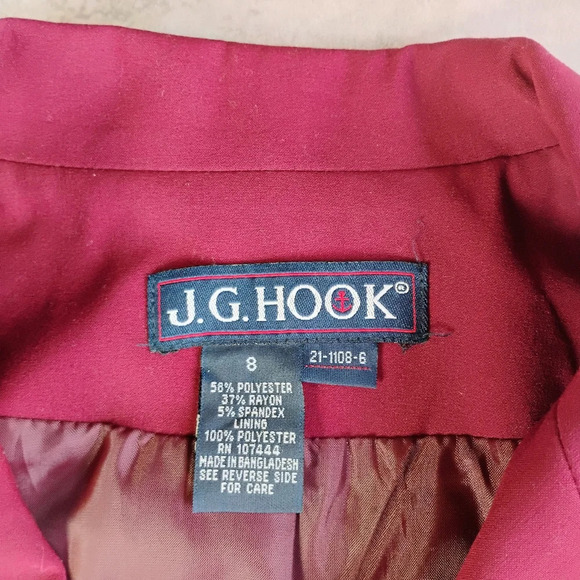 J.G.HOOK®
8
21-1108-6
58% POLYESTER
37% RAYON
5% SPANDEX
LINING
100% POLYESTER
RN 107444
MADE IN BANGLADESH
SEE REVERSE SIDE
FOR CARE